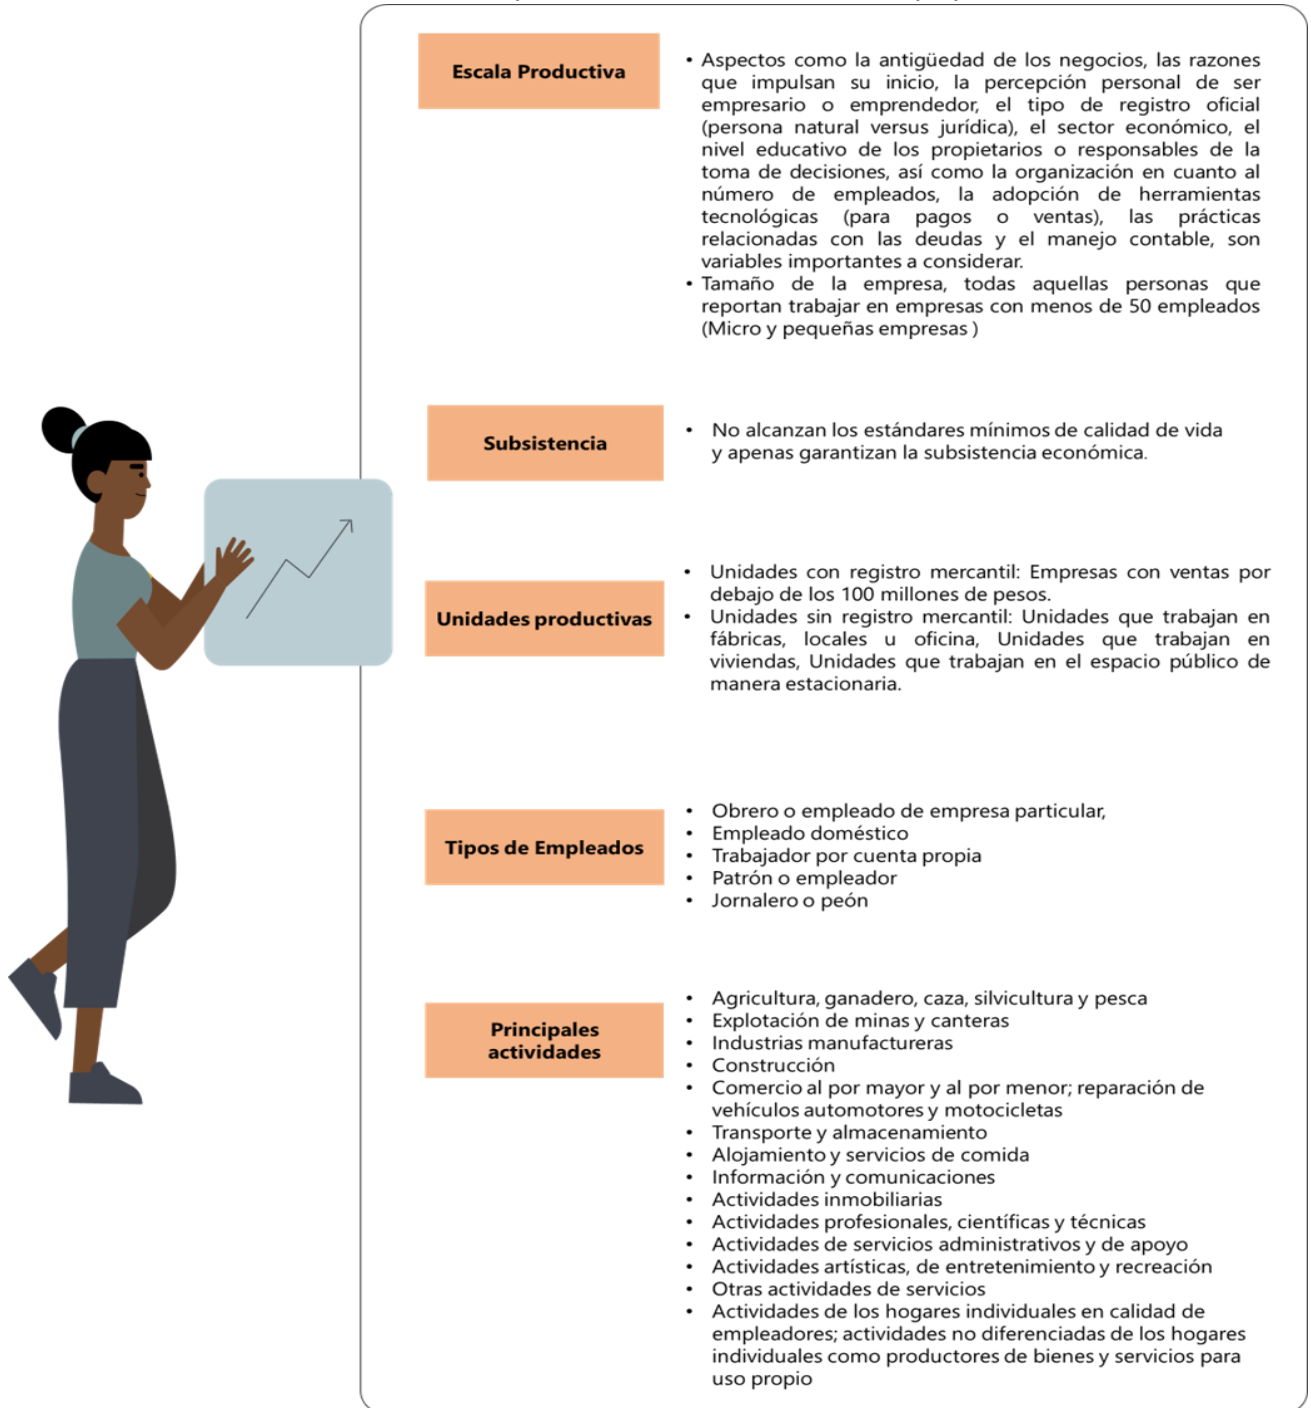 Escala Productiva
• Aspectos como la antigüedad de los negocios, las razones
que impulsan su inicio, la percepción personal de ser
empresario o emprendedor, el tipo de registro oficial
(persona natural versus jurídica), el sector económico, el
nivel educativo de los propietarios o responsables de la
toma de decisiones, así como la organización en cuanto al
número de empleados, la adopción de herramientas
tecnológicas (para pagos o ventas), las prácticas
relacionadas con las deudas y el manejo contable, son
variables importantes a considerar.
• Tamaño de la empresa, todas aquellas personas que
reportan trabajar en empresas con menos de 50 empleados
(Micro y pequeñas empresas )
Subsistencia
• No alcanzan los estándares mínimos de calidad de vida
y apenas garantizan la subsistencia económica.
Unidades productivas
• Unidades con registro mercantil: Empresas con ventas por
debajo de los 100 millones de pesos.
• Unidades sin registro mercantil: Unidades que trabajan en
fábricas, locales u oficina, Unidades que trabajan en
viviendas, Unidades que trabajan en el espacio público de
manera estacionaria.
Tipos de Empleados
• Obrero o empleado de empresa particular,
• Empleado doméstico
• Trabajador por cuenta propia
• Patrón o empleador
• Jornalero o peón
Principales
actividades
• Agricultura, ganadero, caza, silvicultura y pesca
• Explotación de minas y canteras
• Industrias manufactureras
• Construcción
• Comercio al por mayor y al por menor; reparación de
vehículos automotores y motocicletas
• Transporte y almacenamiento
• Alojamiento y servicios de comida
• Información y comunicaciones
• Actividades inmobiliarias
• Actividades profesionales, científicas y técnicas
• Actividades de servicios administrativos y de apoyo
• Actividades artísticas, de entretenimiento y recreación
• Otras actividades de servicios
• Actividades de los hogares individuales en calidad de
empleadores; actividades no diferenciadas de los hogares
individuales como productores de bienes y servicios para
uso propio